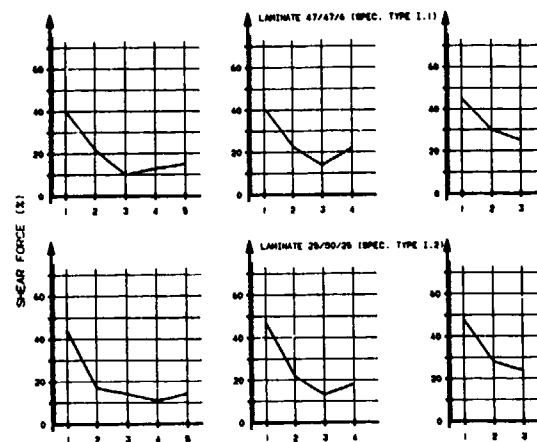 LAMINATE 47/47/6 (SPEC. TYPE I.1)
60 60 60
40 40 40
20 20 20
0 0 0
1 2 3 4 5 1 2 3 4 1 2 3
SHEAR FORCE (%)
LAMINATE 25/50/25 (SPEC. TYPE I.2)
60 60 60
40 40 40
20 20 20
0 0 0
1 2 3 4 5 1 2 3 4 1 2 3